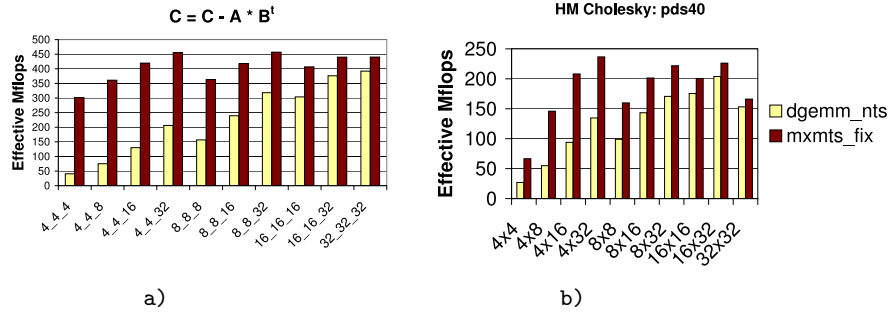 C = C - A * Bᵗ
Effective Mflops
500
450
400
350
300
250
200
150
100
50
0
4_4_4
4_4_8
4_4_16
4_4_32
8_8_8
8_8_16
8_8_32
16_16_16
16_16_32
32_32_32
a)
HM Cholesky: pds40
Effective Mflops
250
200
150
100
50
0
4x4
4x8
4x16
4x32
8x8
8x16
8x32
16x16
16x32
32x32
dgemm_nts
mxmts_fix
b)